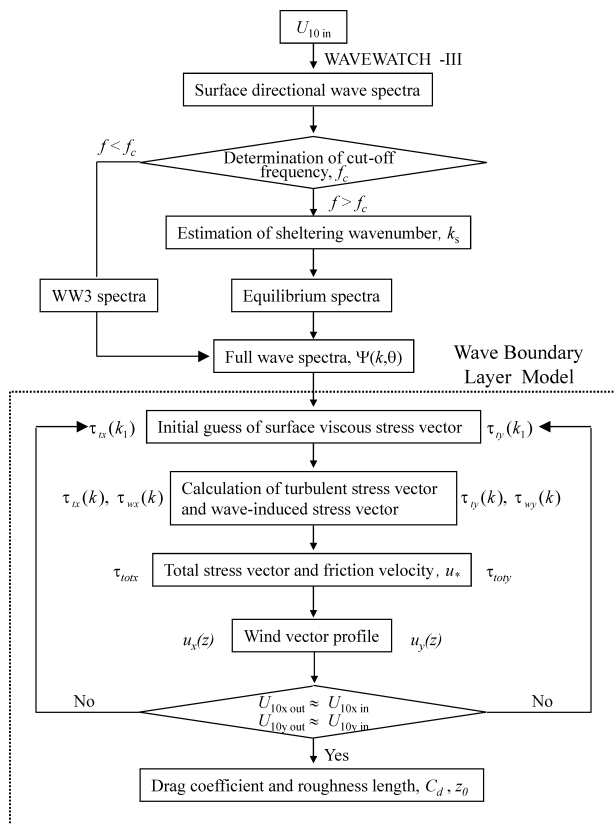 U10 in
WAVEWATCH -III
Surface directional wave spectra
f < fc
Determination of cut-off
frequency, fc
f > fc
Estimation of sheltering wavenumber, ks
WW3 spectra
Equilibrium spectra
Full wave spectra, Ψ(k,θ)
Wave Boundary
Layer Model
τtx(k1)
Initial guess of surface viscous stress vector
τty(k1)
τtx(k), τwx(k)
Calculation of turbulent stress vector
and wave-induced stress vector
τty(k), τwy(k)
τtotx
Total stress vector and friction velocity, u*
τtoty
ux(z)
Wind vector profile
uy(z)
No
U10x out ≈ U10x in
U10y out ≈ U10y in
No
Yes
Drag coefficient and roughness length, Cd , z0